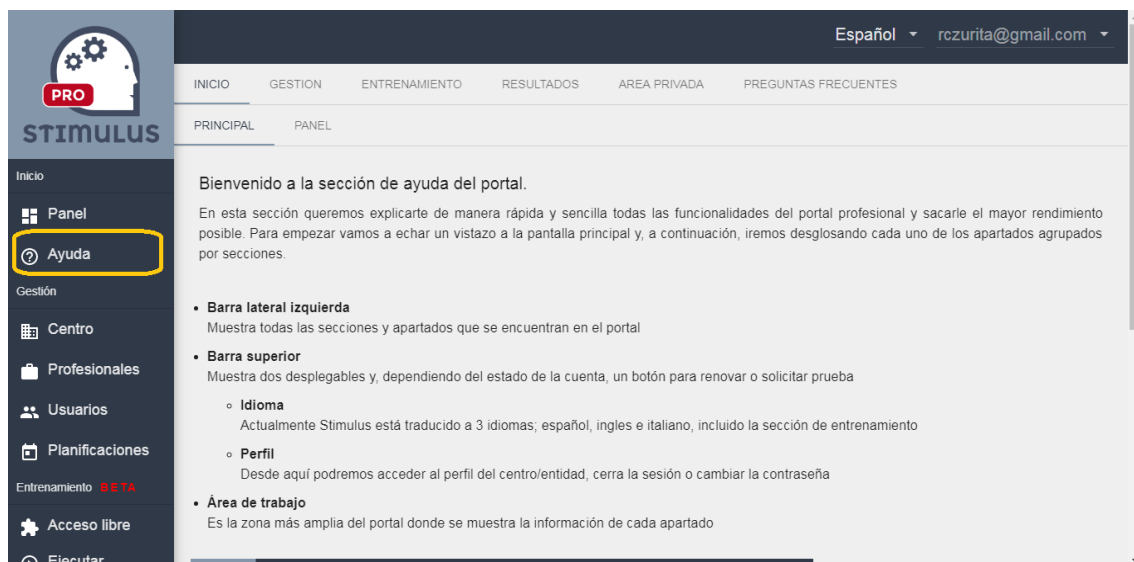 Español
rczurita@gmail.com
PRO
STIMULUS
INICIO GESTION ENTRENAMIENTO RESULTADOS AREA PRIVADA PREGUNTAS FRECUENTES
PRINCIPAL PANEL
Inicio
Panel
Ayuda
Gestión
Centro
Profesionales
Usuarios
Planificaciones
Entrenamiento BETA
Acceso libre
Ejecutar
Bienvenido a la sección de ayuda del portal.
En esta sección queremos explicarte de manera rápida y sencilla todas las funcionalidades del portal profesional y sacarle el mayor rendimiento
posible. Para empezar vamos a echar un vistazo a la pantalla principal y, a continuación, iremos desglosando cada uno de los apartados agrupados
por secciones.
• Barra lateral izquierda
Muestra todas las secciones y apartados que se encuentran en el portal
• Barra superior
Muestra dos desplegables y, dependiendo del estado de la cuenta, un botón para renovar o solicitar prueba
◦ Idioma
Actualmente Stimulus está traducido a 3 idiomas; español, ingles e italiano, incluido la sección de entrenamiento
◦ Perfil
Desde aquí podremos acceder al perfil del centro/entidad, cerra la sesión o cambiar la contraseña
• Área de trabajo
Es la zona más amplia del portal donde se muestra la información de cada apartado